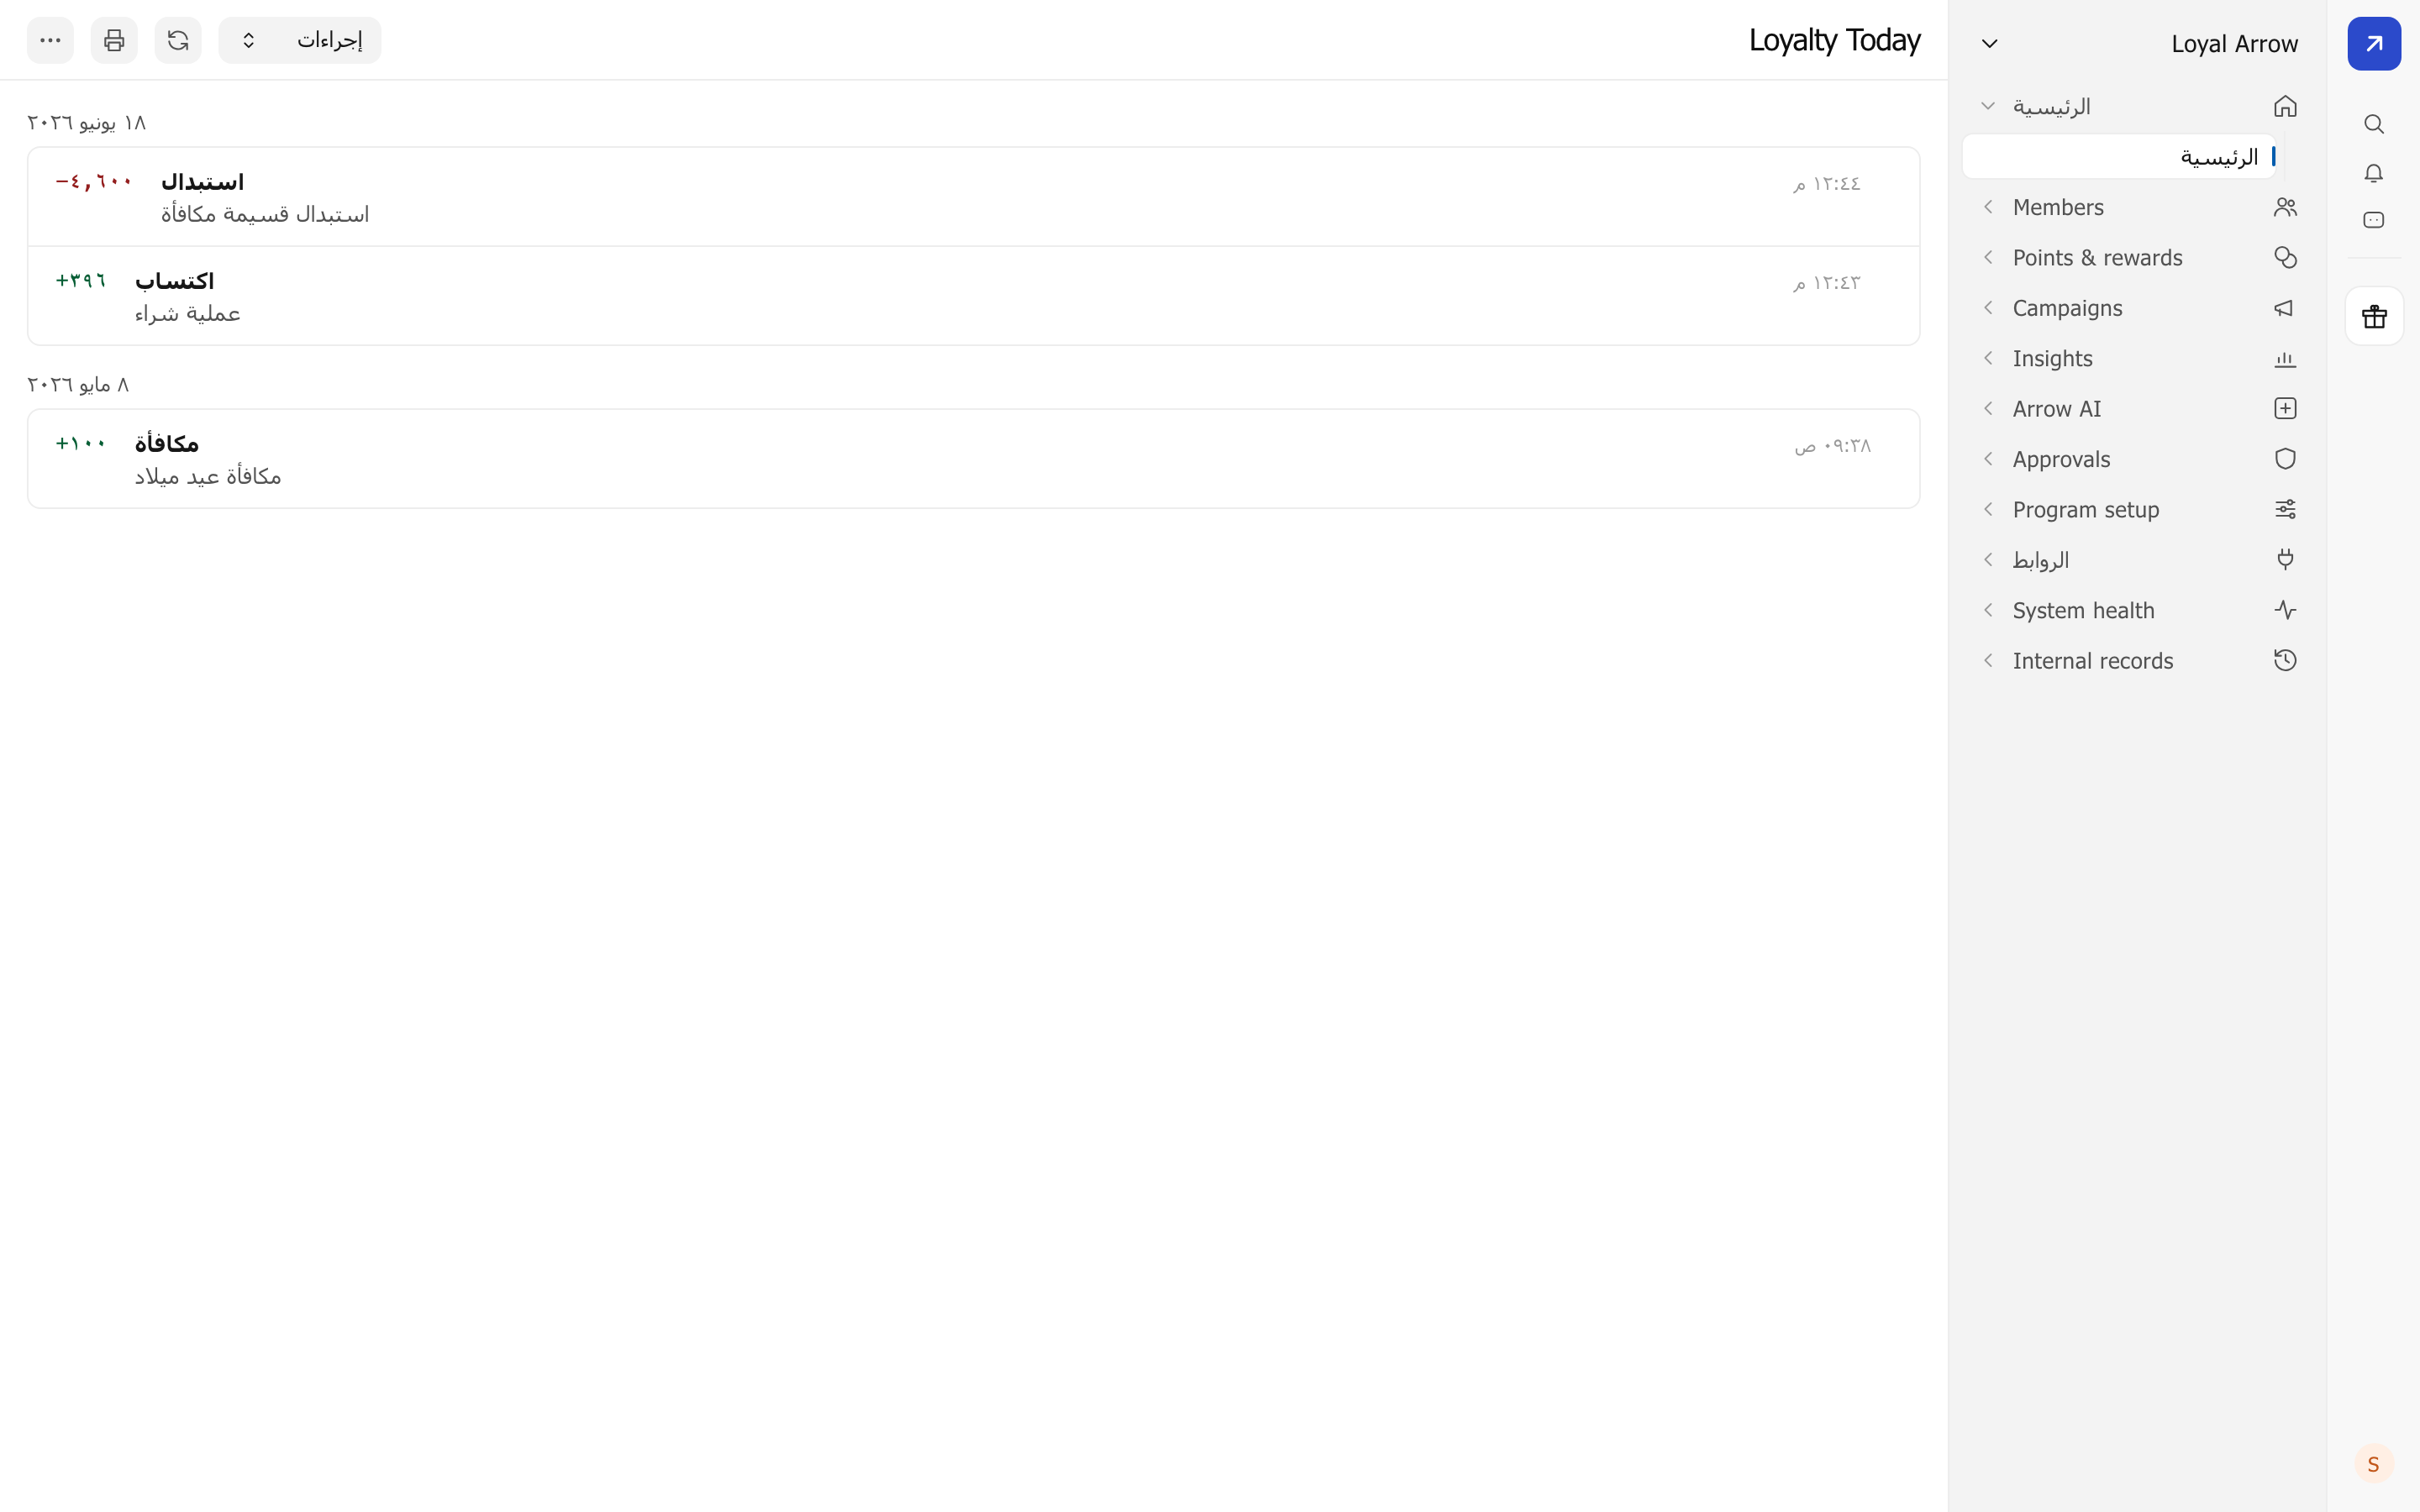 Loyal Arrow
الرئيسية
الرئيسية
Members
Points & rewards
Campaigns
Insights
Arrow AI
Approvals
Program setup
الروابط
System health
Internal records
S
Loyalty Today
إجراءات
١٨ يونيو ٢٠٢٦
−٤,٦٠٠ استبدال ١٢:٤٤ م
استبدال قسيمة مكافأة
+٣٩٦ اكتساب ١٢:٤٣ م
عملية شراء
٨ مايو ٢٠٢٦
+١٠٠ مكافأة ٠٩:٣٨ ص
مكافأة عيد ميلاد